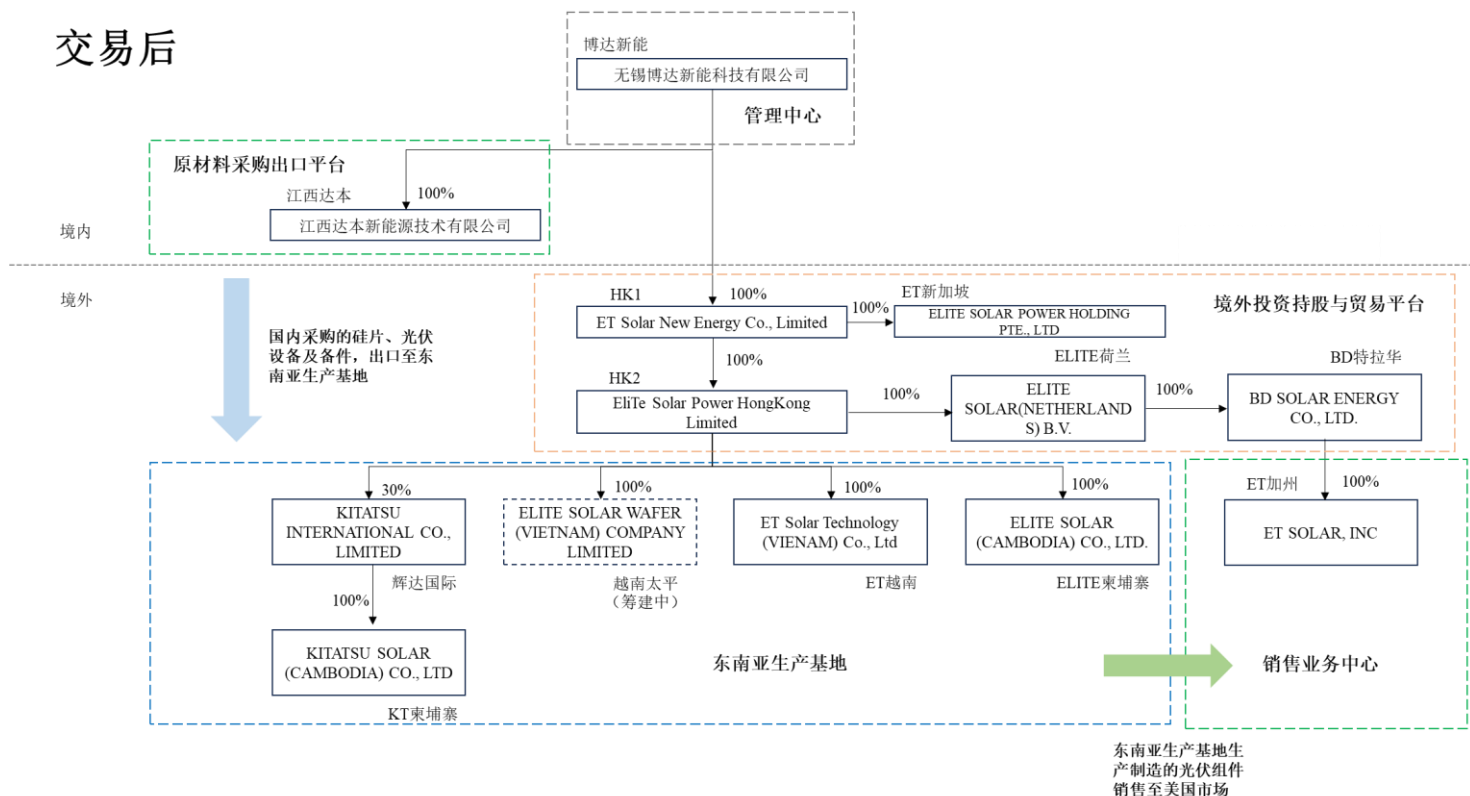 交易后
博达新能
无锡博达新能科技有限公司
管理中心
原材料采购出口平台
江西达本
100%
江西达本新能源技术有限公司
境内
境外
国内采购的硅片、光伏
设备及备件，出口至东
南亚生产基地
境外投资持股与贸易平台
HK1
100%
ET Solar New Energy Co., Limited
100%
ET新加坡
ELITE SOLAR POWER HOLDING
PTE., LTD
100%
HK2
EliTe Solar Power HongKong
Limited
100%
ELITE荷兰
ELITE
SOLAR(NETHERLAND
S) B.V.
100%
BD特拉华
BD SOLAR ENERGY
CO., LTD.
30%
KITATSU
INTERNATIONAL CO.,
LIMITED
辉达国际
100%
KITATSU SOLAR
(CAMBODIA) CO., LTD
KT柬埔寨
100%
ELITE SOLAR WAFER
(VIETNAM) COMPANY
LIMITED
越南太平
（筹建中）
100%
ET Solar Technology
(VIENAM) Co., Ltd
ET越南
100%
ELITE SOLAR
(CAMBODIA) CO., LTD.
ELITE柬埔寨
东南亚生产基地
ET加州
100%
ET SOLAR, INC
销售业务中心
东南亚生产基地生
产制造的光伏组件
销售至美国市场